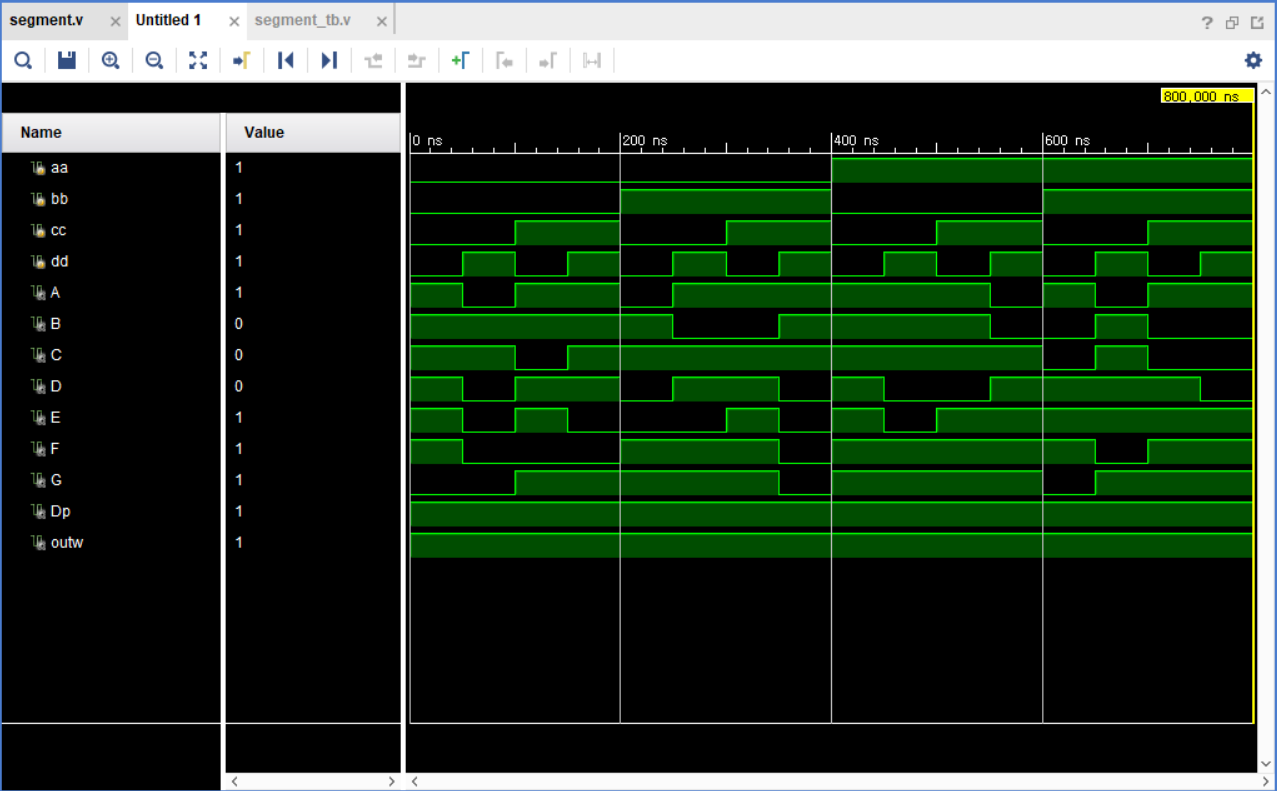 segment.v × Untitled 1 × segment_tb.v ×
800,000 ns
Name Value
0 ns 200 ns 400 ns 600 ns
aa 1
bb 1
cc 1
dd 1
A 1
B 0
C 0
D 0
E 1
F 1
G 1
Dp 1
outw 1